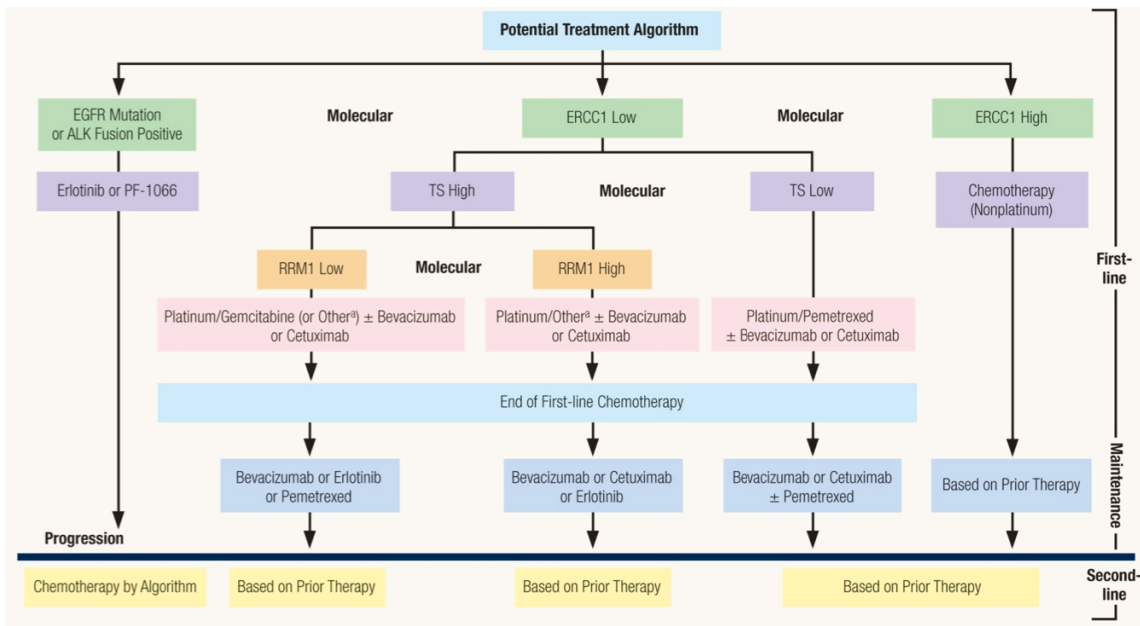 Potential Treatment Algorithm
EGFR Mutation
or ALK Fusion Positive
Molecular
ERCC1 Low
Molecular
ERCC1 High
Erlotinib or PF-1066
TS High
Molecular
TS Low
Chemotherapy
(Nonplatinum)
RRM1 Low
Molecular
RRM1 High
First-
line
Platinum/Gemcitabine (or Otherᵃ) ± Bevacizumab
or Cetuximab
Platinum/Otherᵃ ± Bevacizumab
or Cetuximab
Platinum/Pemetrexed
± Bevacizumab or Cetuximab
End of First-line Chemotherapy
Maintenance
Bevacizumab or Erlotinib
or Pemetrexed
Bevacizumab or Cetuximab
or Erlotinib
Bevacizumab or Cetuximab
± Pemetrexed
Based on Prior Therapy
Progression
Chemotherapy by Algorithm
Based on Prior Therapy
Based on Prior Therapy
Based on Prior Therapy
Second-
line